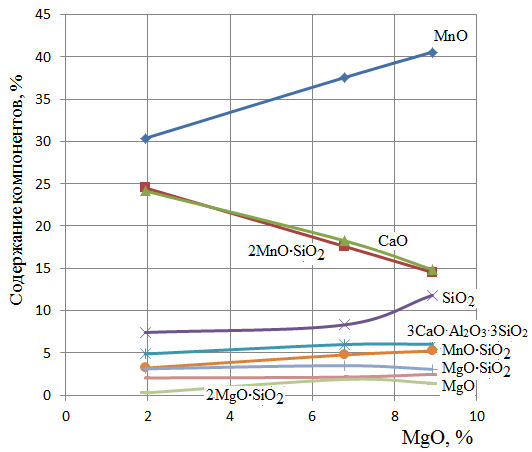 45
40
35
30
25
20
15
10
5
0
Содержание компонентов, %
MnO
2MnO·SiO₂
CaO
SiO₂
3CaO·Al₂O₃·3SiO₂
MnO·SiO₂
MgO·SiO₂
MgO
2MgO·SiO₂
0 2 4 6 8 10
MgO, %